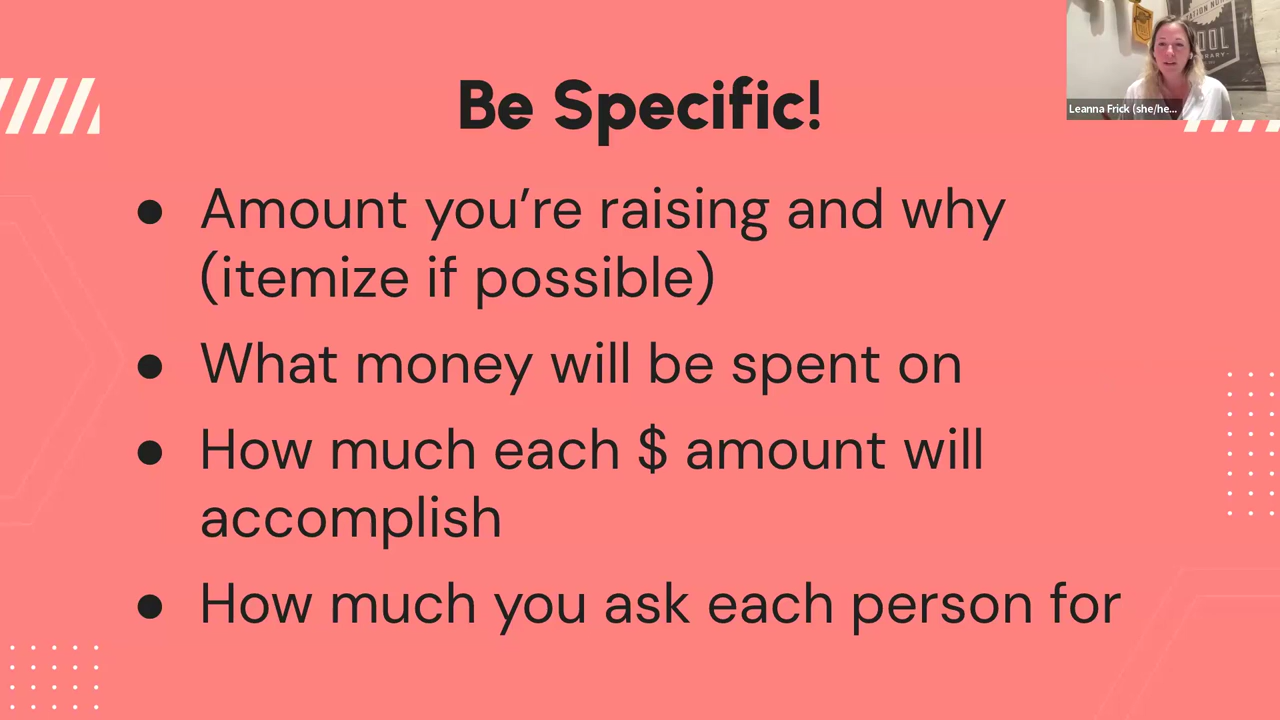 Be Specific!
● Amount you’re raising and why
(itemize if possible)
● What money will be spent on
● How much each $ amount will
accomplish
● How much you ask each person for
Leanna Frick (she/he...